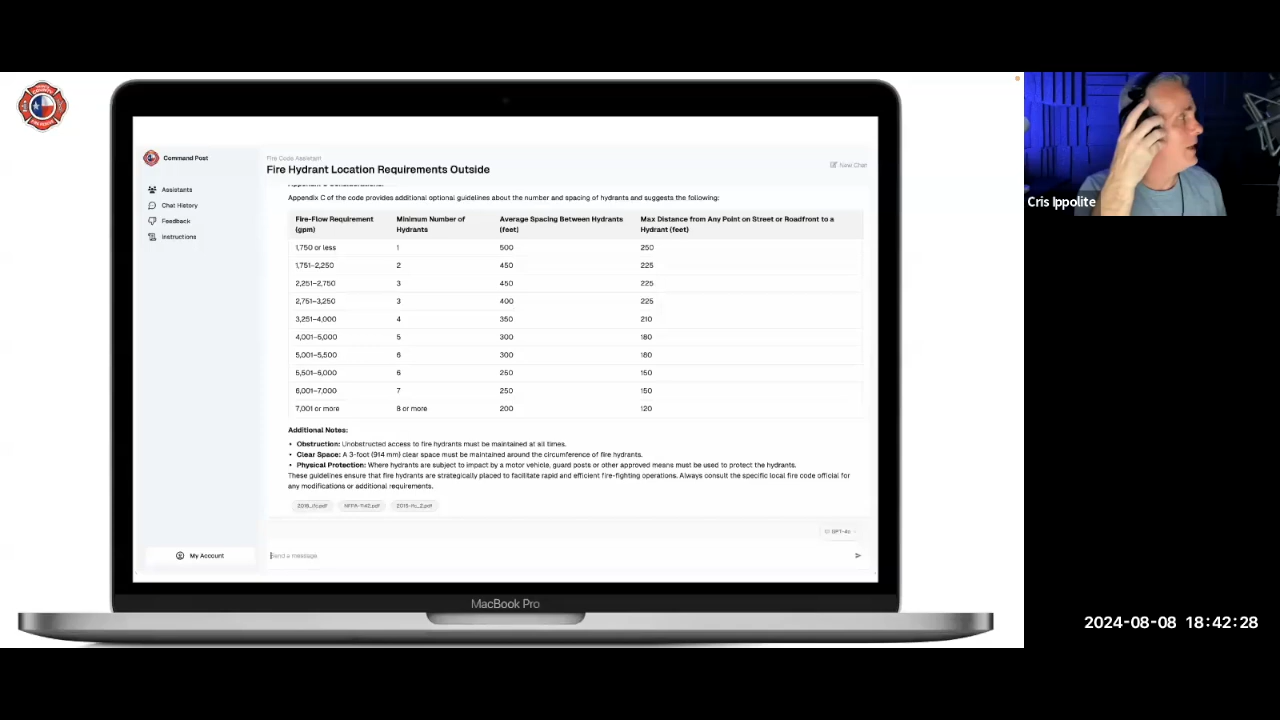 Command Post
Assistants
Chat History
Feedback
Instructions
My Account
Fire Code Assistant
Fire Hydrant Location Requirements Outside
New Chat
Appendix C of the code provides additional optional guidelines about the number and spacing of hydrants and suggests the following:
Fire-Flow Requirement (gpm) Minimum Number of Hydrants Average Spacing Between Hydrants (feet) Max Distance from Any Point on Street or Roadfront to a Hydrant (feet)
1,750 or less 1 500 250
1,751–2,250 2 450 225
2,251–2,750 3 450 225
2,751–3,250 3 400 225
3,251–4,000 4 350 210
4,001–5,000 5 300 180
5,001–5,500 6 300 180
5,501–6,000 6 250 150
6,001–7,000 7 250 150
7,001 or more 8 or more 200 120
Additional Notes:
• Obstruction: Unobstructed access to fire hydrants must be maintained at all times.
• Clear Space: A 3-foot (914 mm) clear space must be maintained around the circumference of fire hydrants.
• Physical Protection: Where hydrants are subject to impact by a motor vehicle, guard posts or other approved means must be used to protect the hydrants.
These guidelines ensure that fire hydrants are strategically placed to facilitate rapid and efficient fire-fighting operations. Always consult the specific local fire code official for
any modifications or additional requirements.
Send a message
MacBook Pro
Cris Ippolite
2024-08-08 18:42:28